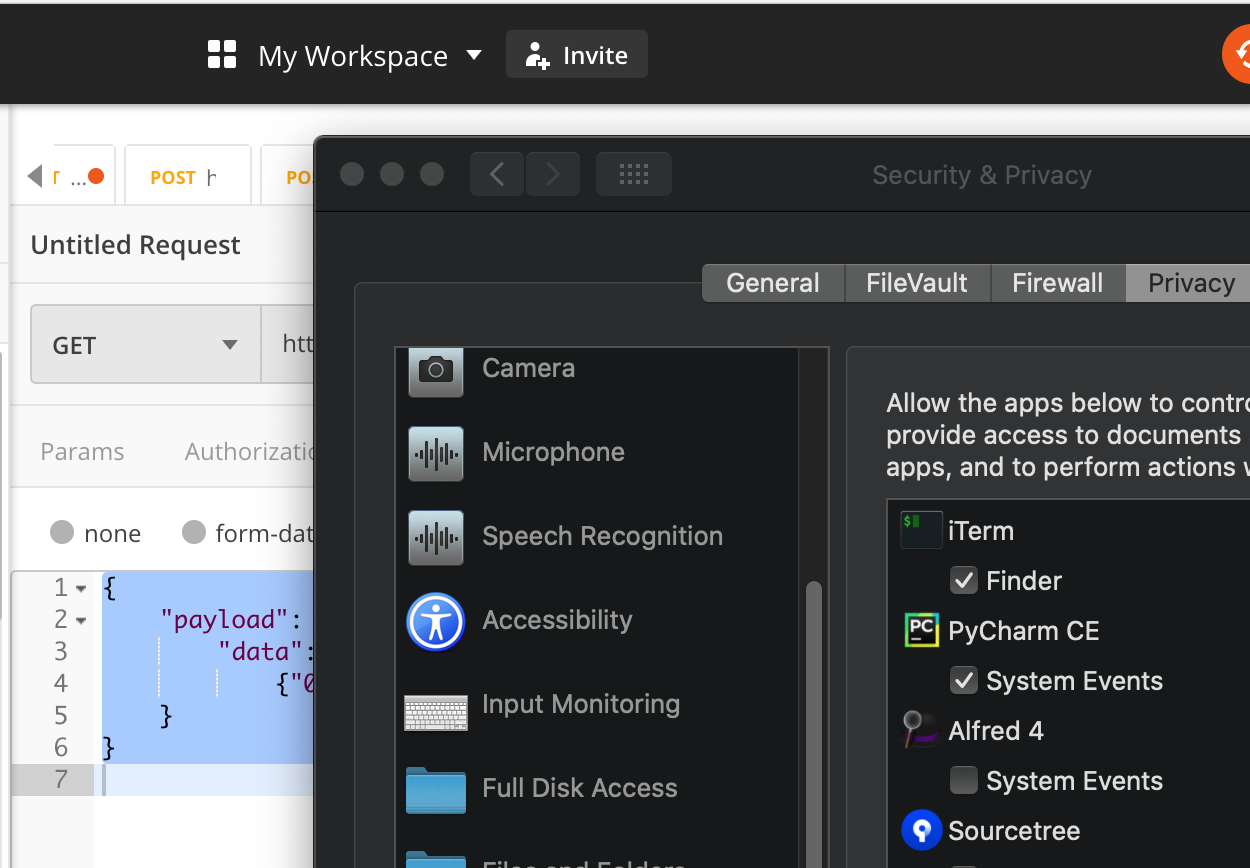 My Workspace
Invite
T ...
POST h
PO
Untitled Request
GET
htt
Params
Authorizatio
none
form-dat
1 {
2 "payload":
3 "data":
4 {"0
5 }
6 }
7
Security & Privacy
General
FileVault
Firewall
Privacy
Camera
Microphone
Speech Recognition
Accessibility
Input Monitoring
Full Disk Access
Files and Folders
Allow the apps below to contro
provide access to documents
apps, and to perform actions w
$
iTerm
Finder
PC
PyCharm CE
System Events
Alfred 4
System Events
Sourcetree